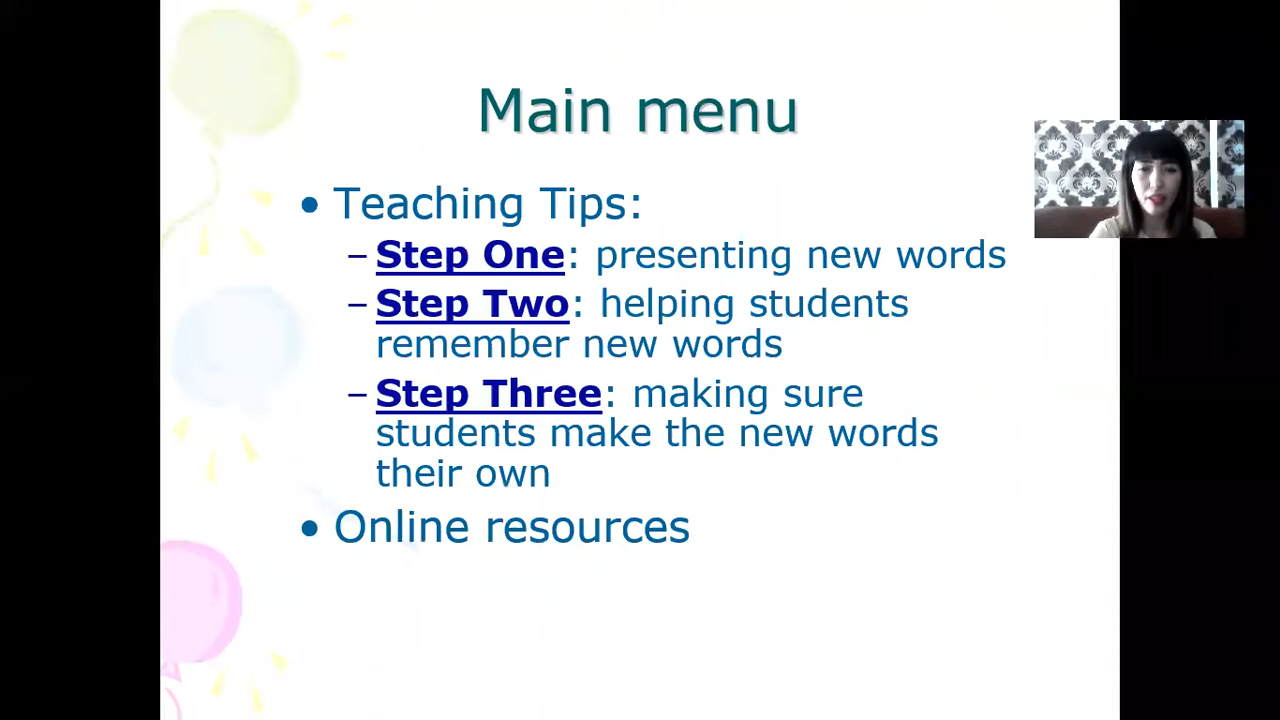 Main menu
• Teaching Tips:
– Step One: presenting new words
– Step Two: helping students
remember new words
– Step Three: making sure
students make the new words
their own
• Online resources